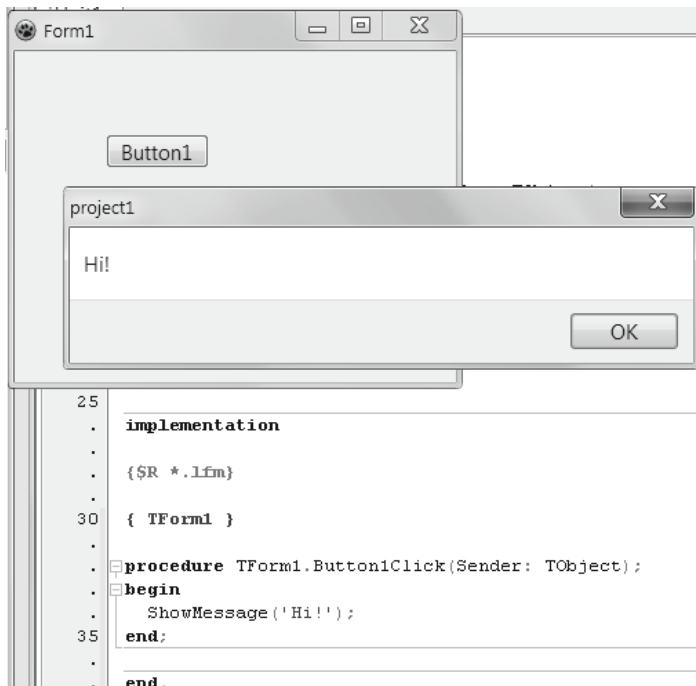 Form1
Button1
project1
Hi!
OK
25
implementation
{$R *.lfm}
30 { TForm1 }
procedure TForm1.Button1Click(Sender: TObject);
begin
ShowMessage('Hi!');
35 end;
end.